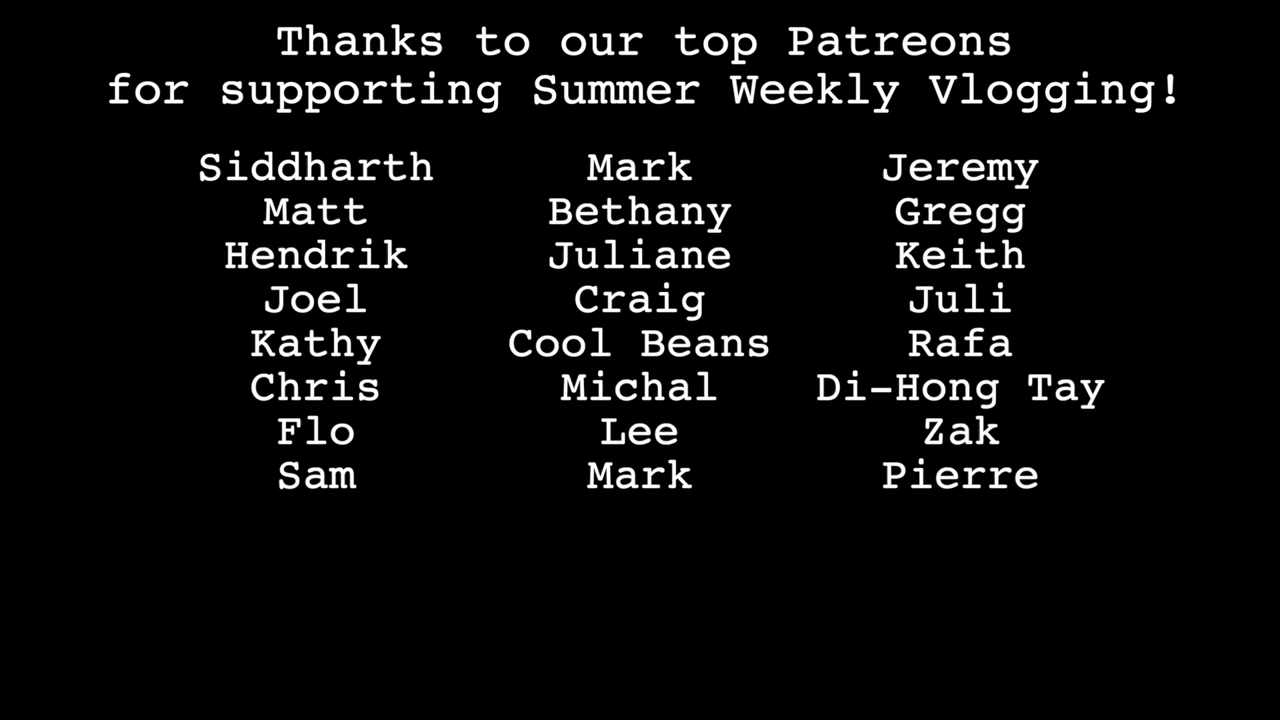 Thanks to our top Patreons
for supporting Summer Weekly Vlogging!
Siddharth Mark Jeremy
Matt Bethany Gregg
Hendrik Juliane Keith
Joel Craig Juli
Kathy Cool Beans Rafa
Chris Michal Di-Hong Tay
Flo Lee Zak
Sam Mark Pierre